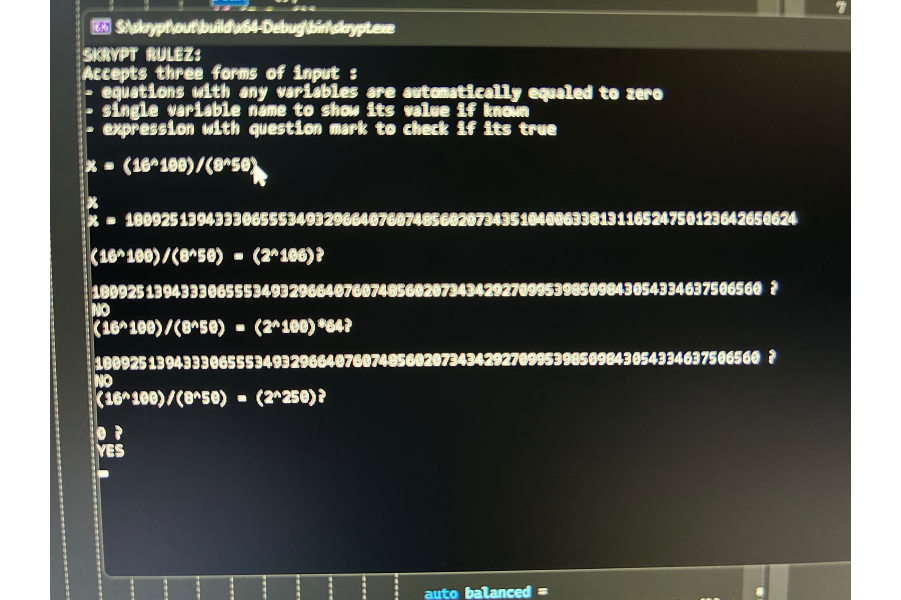 S:\skrypt\out\build\x64-Debug\bin\skrypt.exe
SKRYPT RULEZ:
Accepts three forms of input :
- equations with any variables are automatically equaled to zero
- single variable name to show its value if known
- expression with question mark to check if its true
x = (16^100)/(8^50)
x
x = 1809251394333065553493296640760748560207343510400633813116524750123642650624
(16^100)/(8^50) = (2^106)?
1809251394333065553493296640760748560207343429270995398509843054334637506560 ?
NO
(16^100)/(8^50) = (2^100)*64?
1809251394333065553493296640760748560207343429270995398509843054334637506560 ?
NO
(16^100)/(8^50) = (2^250)?
0 ?
YES
auto balanced =